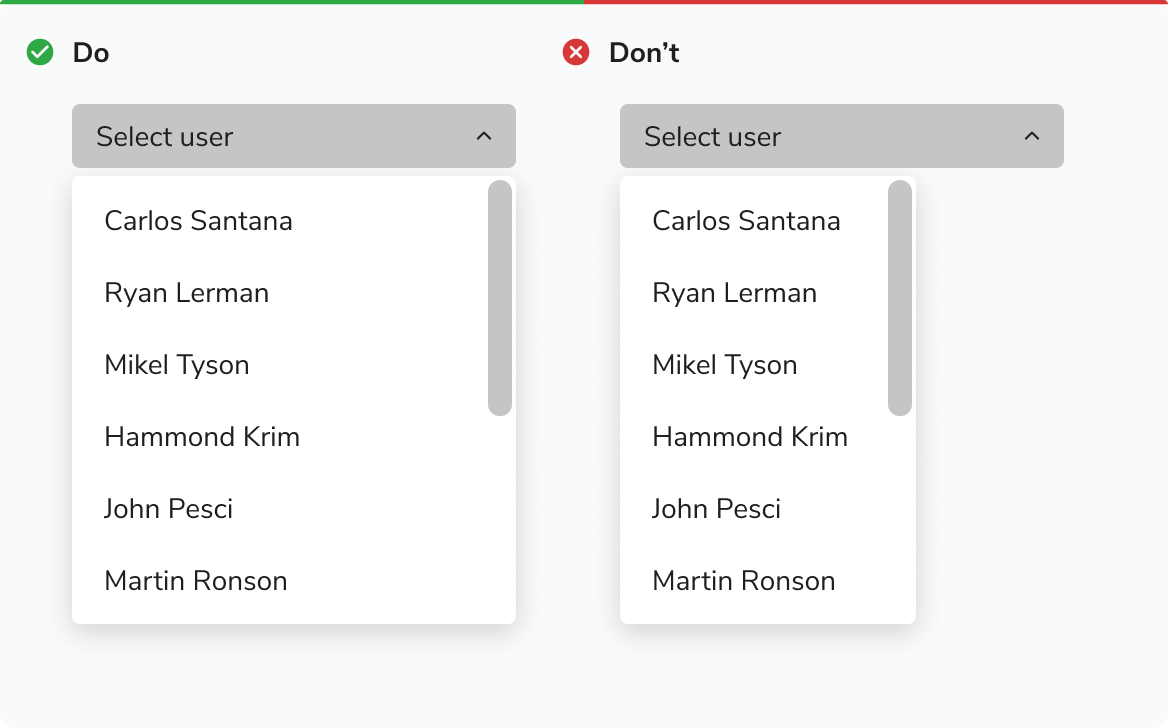 Do
Select user
Carlos Santana
Ryan Lerman
Mikel Tyson
Hammond Krim
John Pesci
Martin Ronson
Don’t
Select user
Carlos Santana
Ryan Lerman
Mikel Tyson
Hammond Krim
John Pesci
Martin Ronson